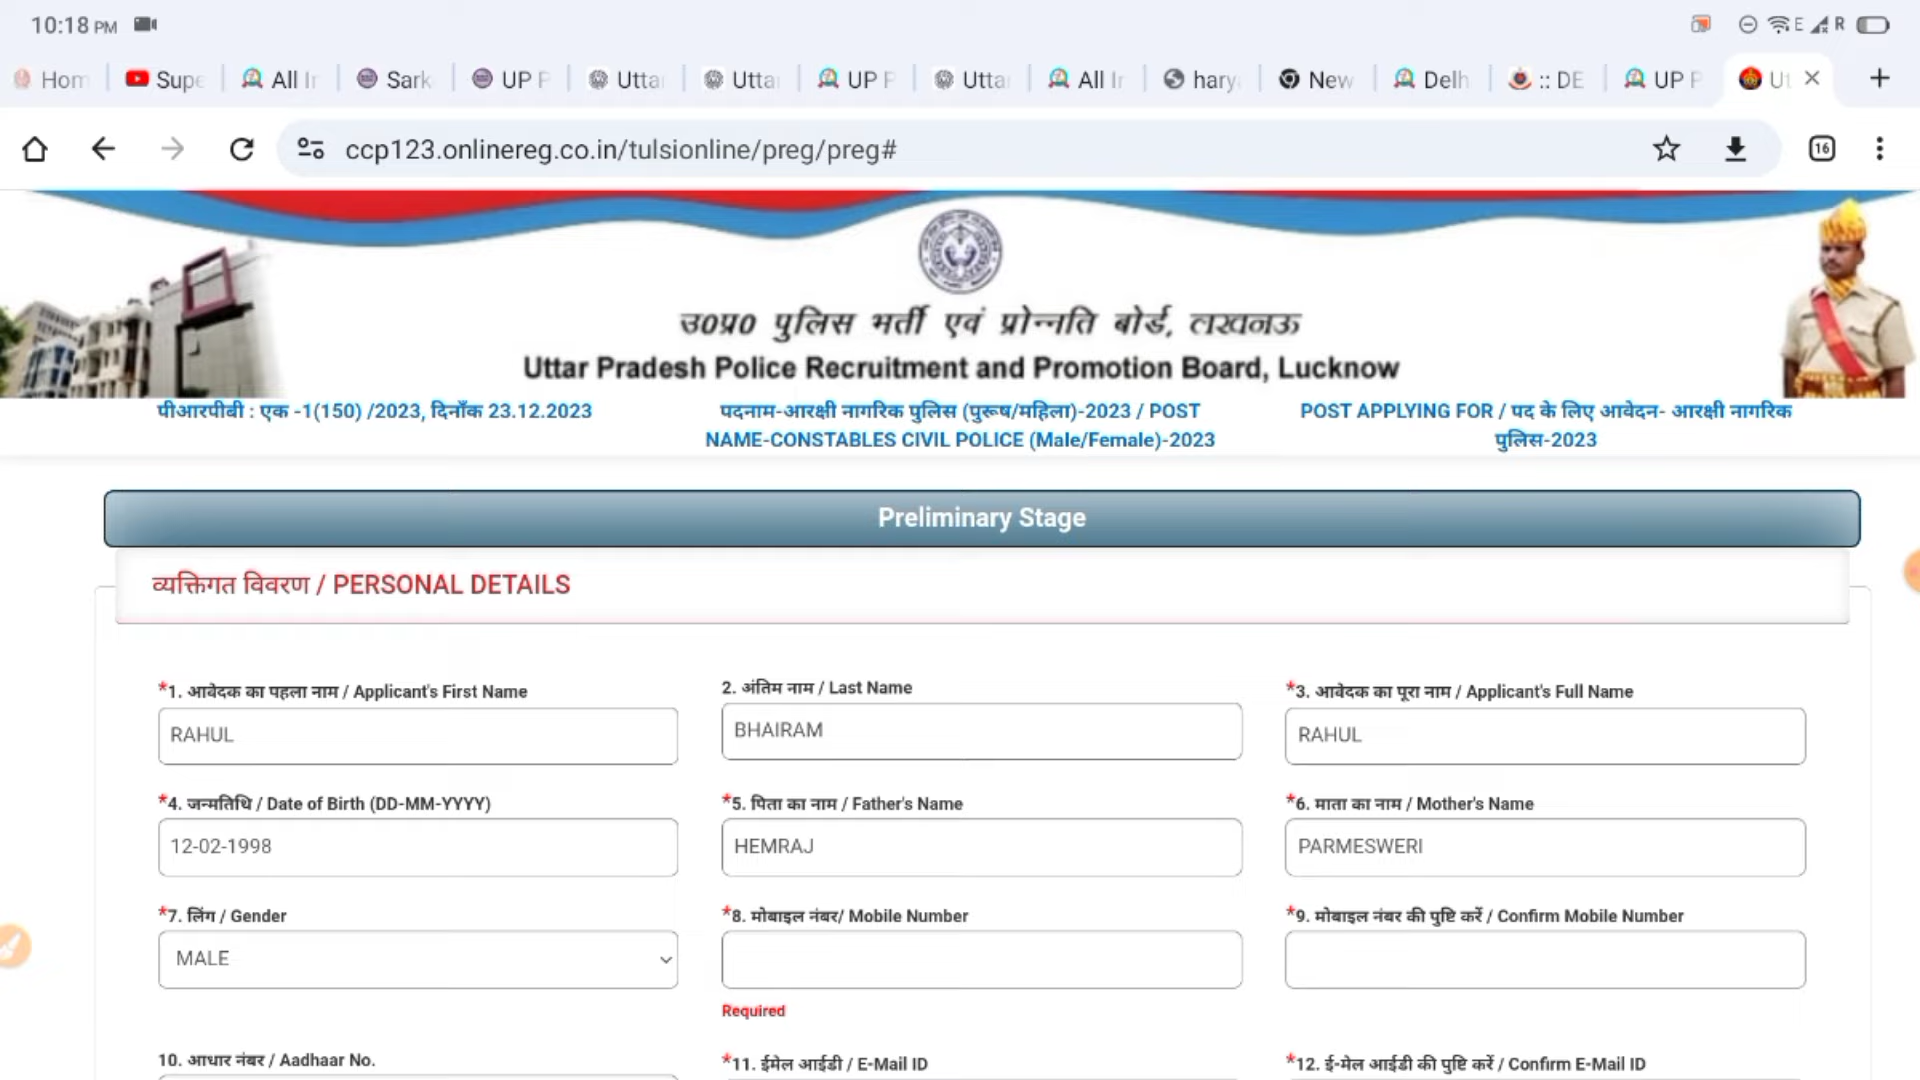 10:18 PM
E R
Hom Supe All Ir Sark UP P Uttar Uttar UP P Uttar All Ir hary New Delh :: DE UP P Ut
ccp123.onlinereg.co.in/tulsionline/preg/preg#
16
उ0प्र0 पुलिस भर्ती एवं प्रोन्नति बोर्ड, लखनऊ
Uttar Pradesh Police Recruitment and Promotion Board, Lucknow
पीआरपीबी : एक -1(150) /2023, दिनाँक 23.12.2023
पदनाम-आरक्षी नागरिक पुलिस (पुरूष/महिला)-2023 / POST
NAME-CONSTABLES CIVIL POLICE (Male/Female)-2023
POST APPLYING FOR / पद के लिए आवेदन- आरक्षी नागरिक
पुलिस-2023
Preliminary Stage
व्यक्तिगत विवरण / PERSONAL DETAILS
*1. आवेदक का पहला नाम / Applicant's First Name
RAHUL
2. अंतिम नाम / Last Name
BHAIRAM
*3. आवेदक का पूरा नाम / Applicant's Full Name
RAHUL
*4. जन्मतिथि / Date of Birth (DD-MM-YYYY)
12-02-1998
*5. पिता का नाम / Father's Name
HEMRAJ
*6. माता का नाम / Mother's Name
PARMESWERI
*7. लिंग / Gender
MALE
*8. मोबाइल नंबर/ Mobile Number
Required
*9. मोबाइल नंबर की पुष्टि करें / Confirm Mobile Number
10. आधार नंबर / Aadhaar No.
*11. ईमेल आईडी / E-Mail ID
*12. ई-मेल आईडी की पुष्टि करें / Confirm E-Mail ID